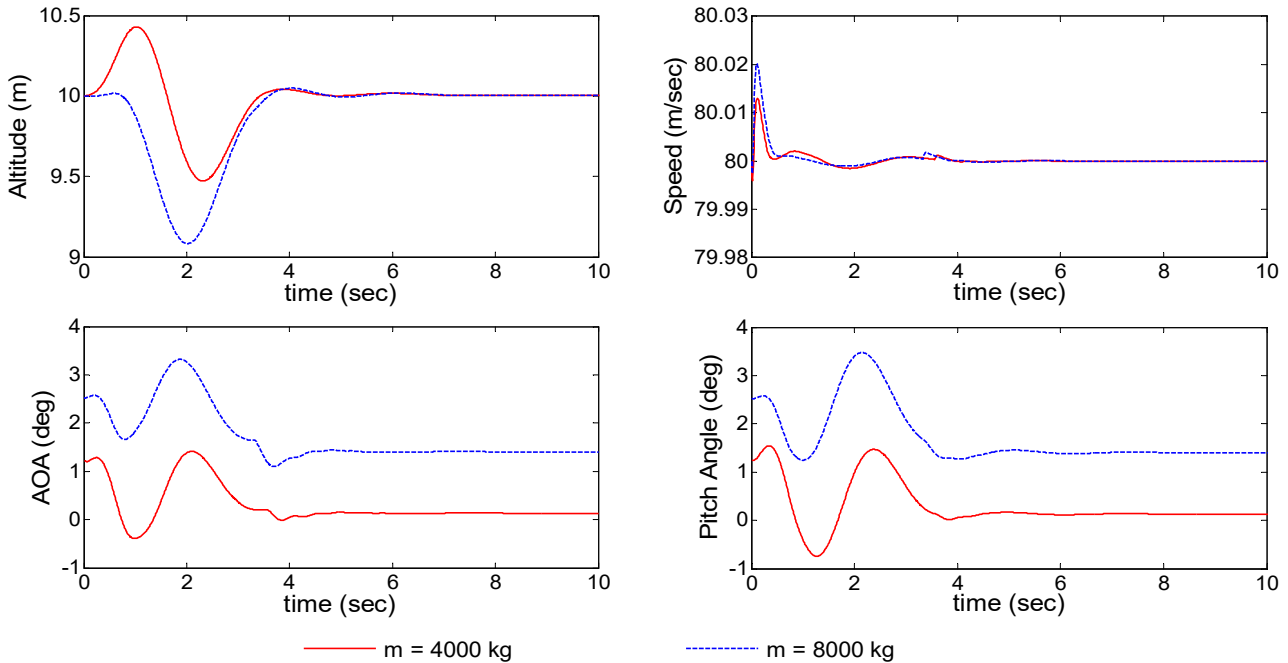 10.5
10
9.5
9
Altitude (m)
0 2 4 6 8 10
time (sec)
80.03
80.02
80.01
80
79.99
79.98
Speed (m/sec)
0 2 4 6 8 10
time (sec)
4
3
2
1
0
-1
AOA (deg)
0 2 4 6 8 10
time (sec)
4
3
2
1
0
-1
Pitch Angle (deg)
0 2 4 6 8 10
time (sec)
m = 4000 kg
m = 8000 kg